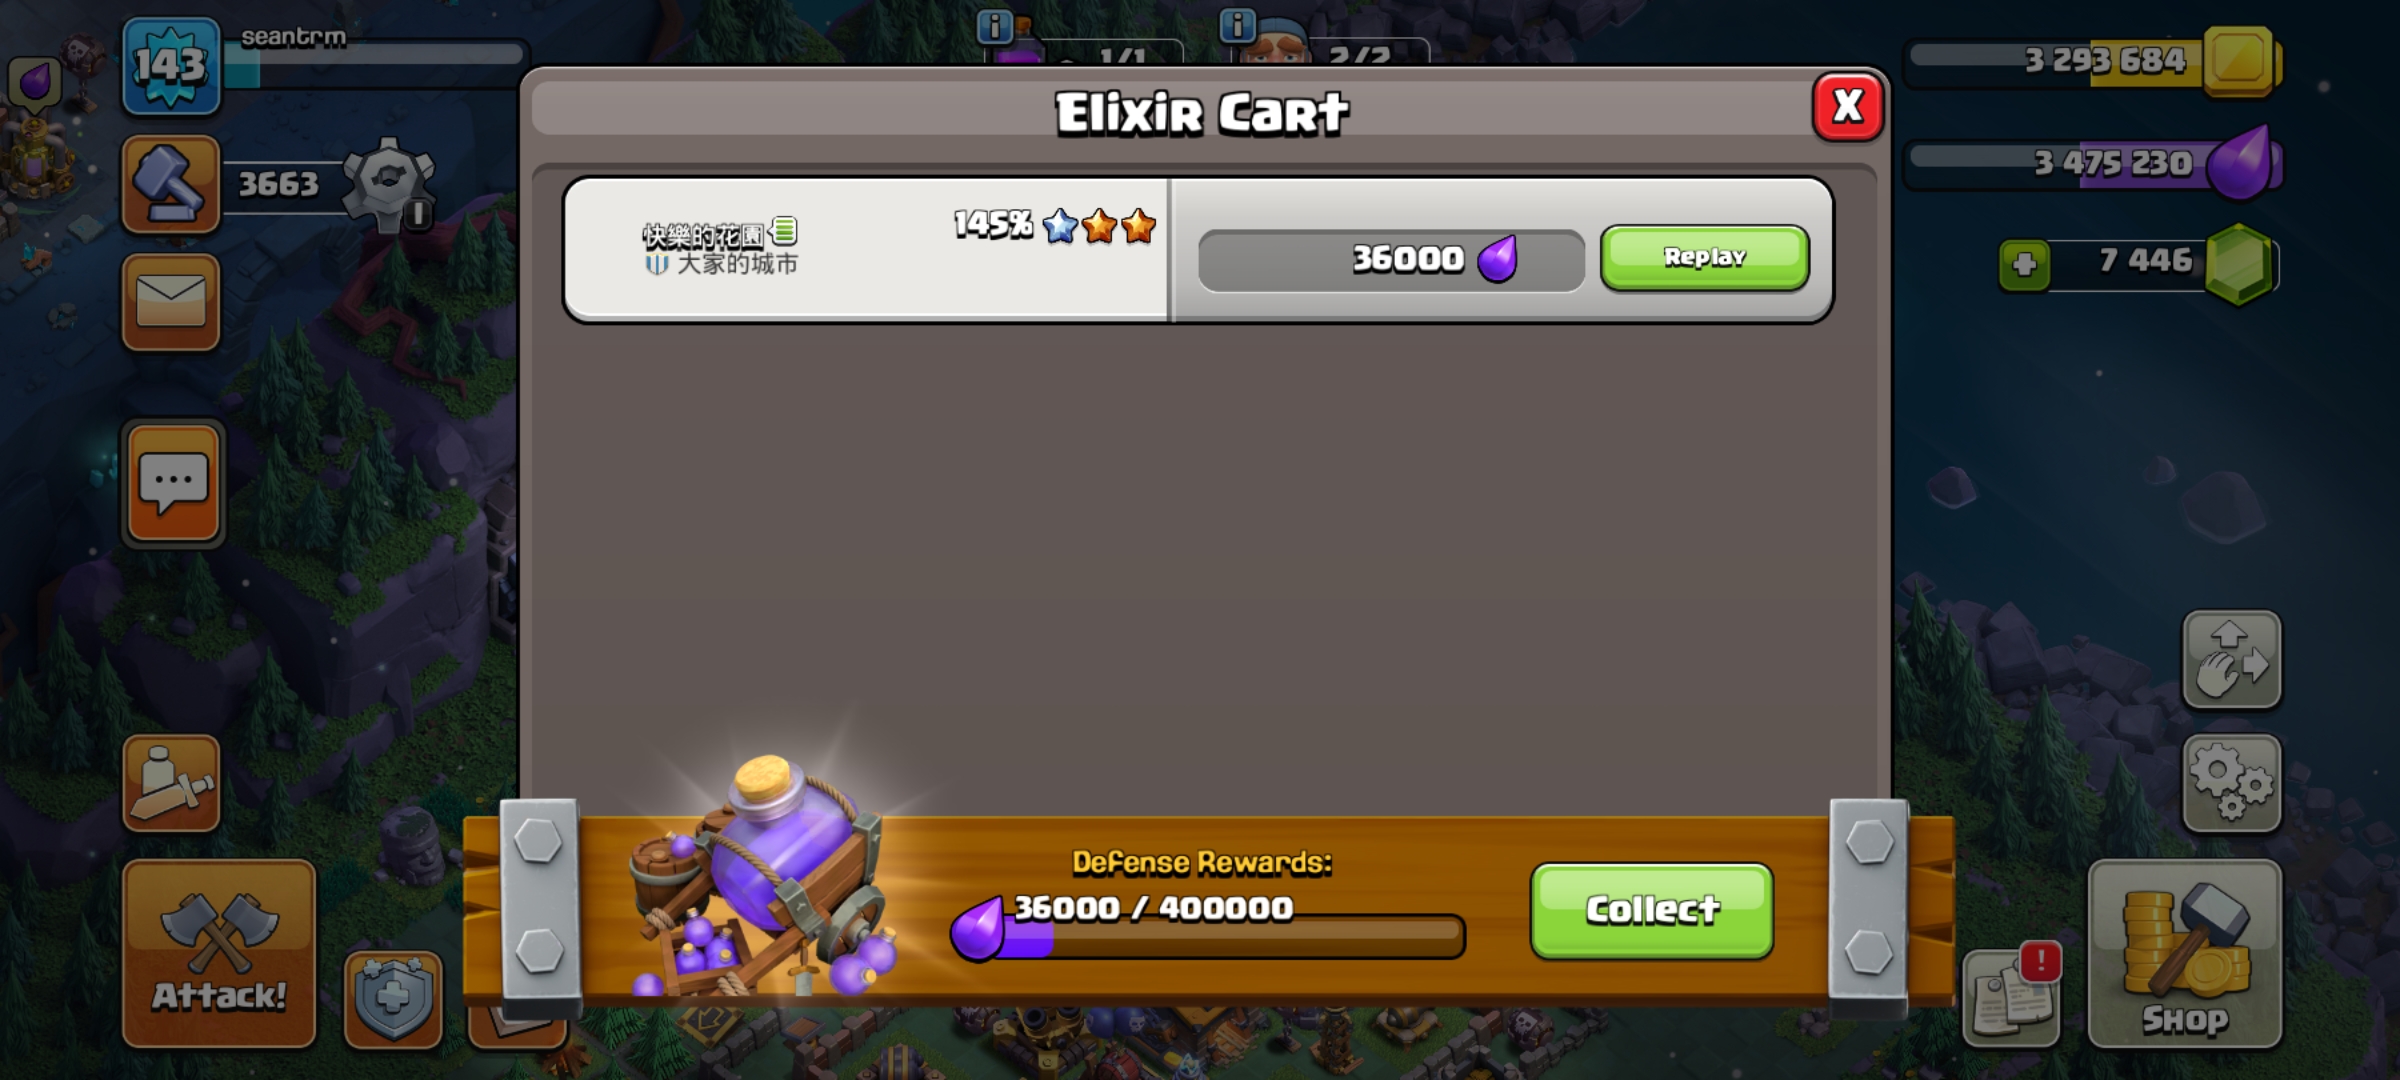 seantrm
143
1/1
2/2
3 293 684
Elixir Cart
X
3663
3 475 230
快樂的花園
145%
大家的城市
36000
Replay
7 446
Defense Rewards:
36000 / 400000
Collect
Attack!
!
Shop